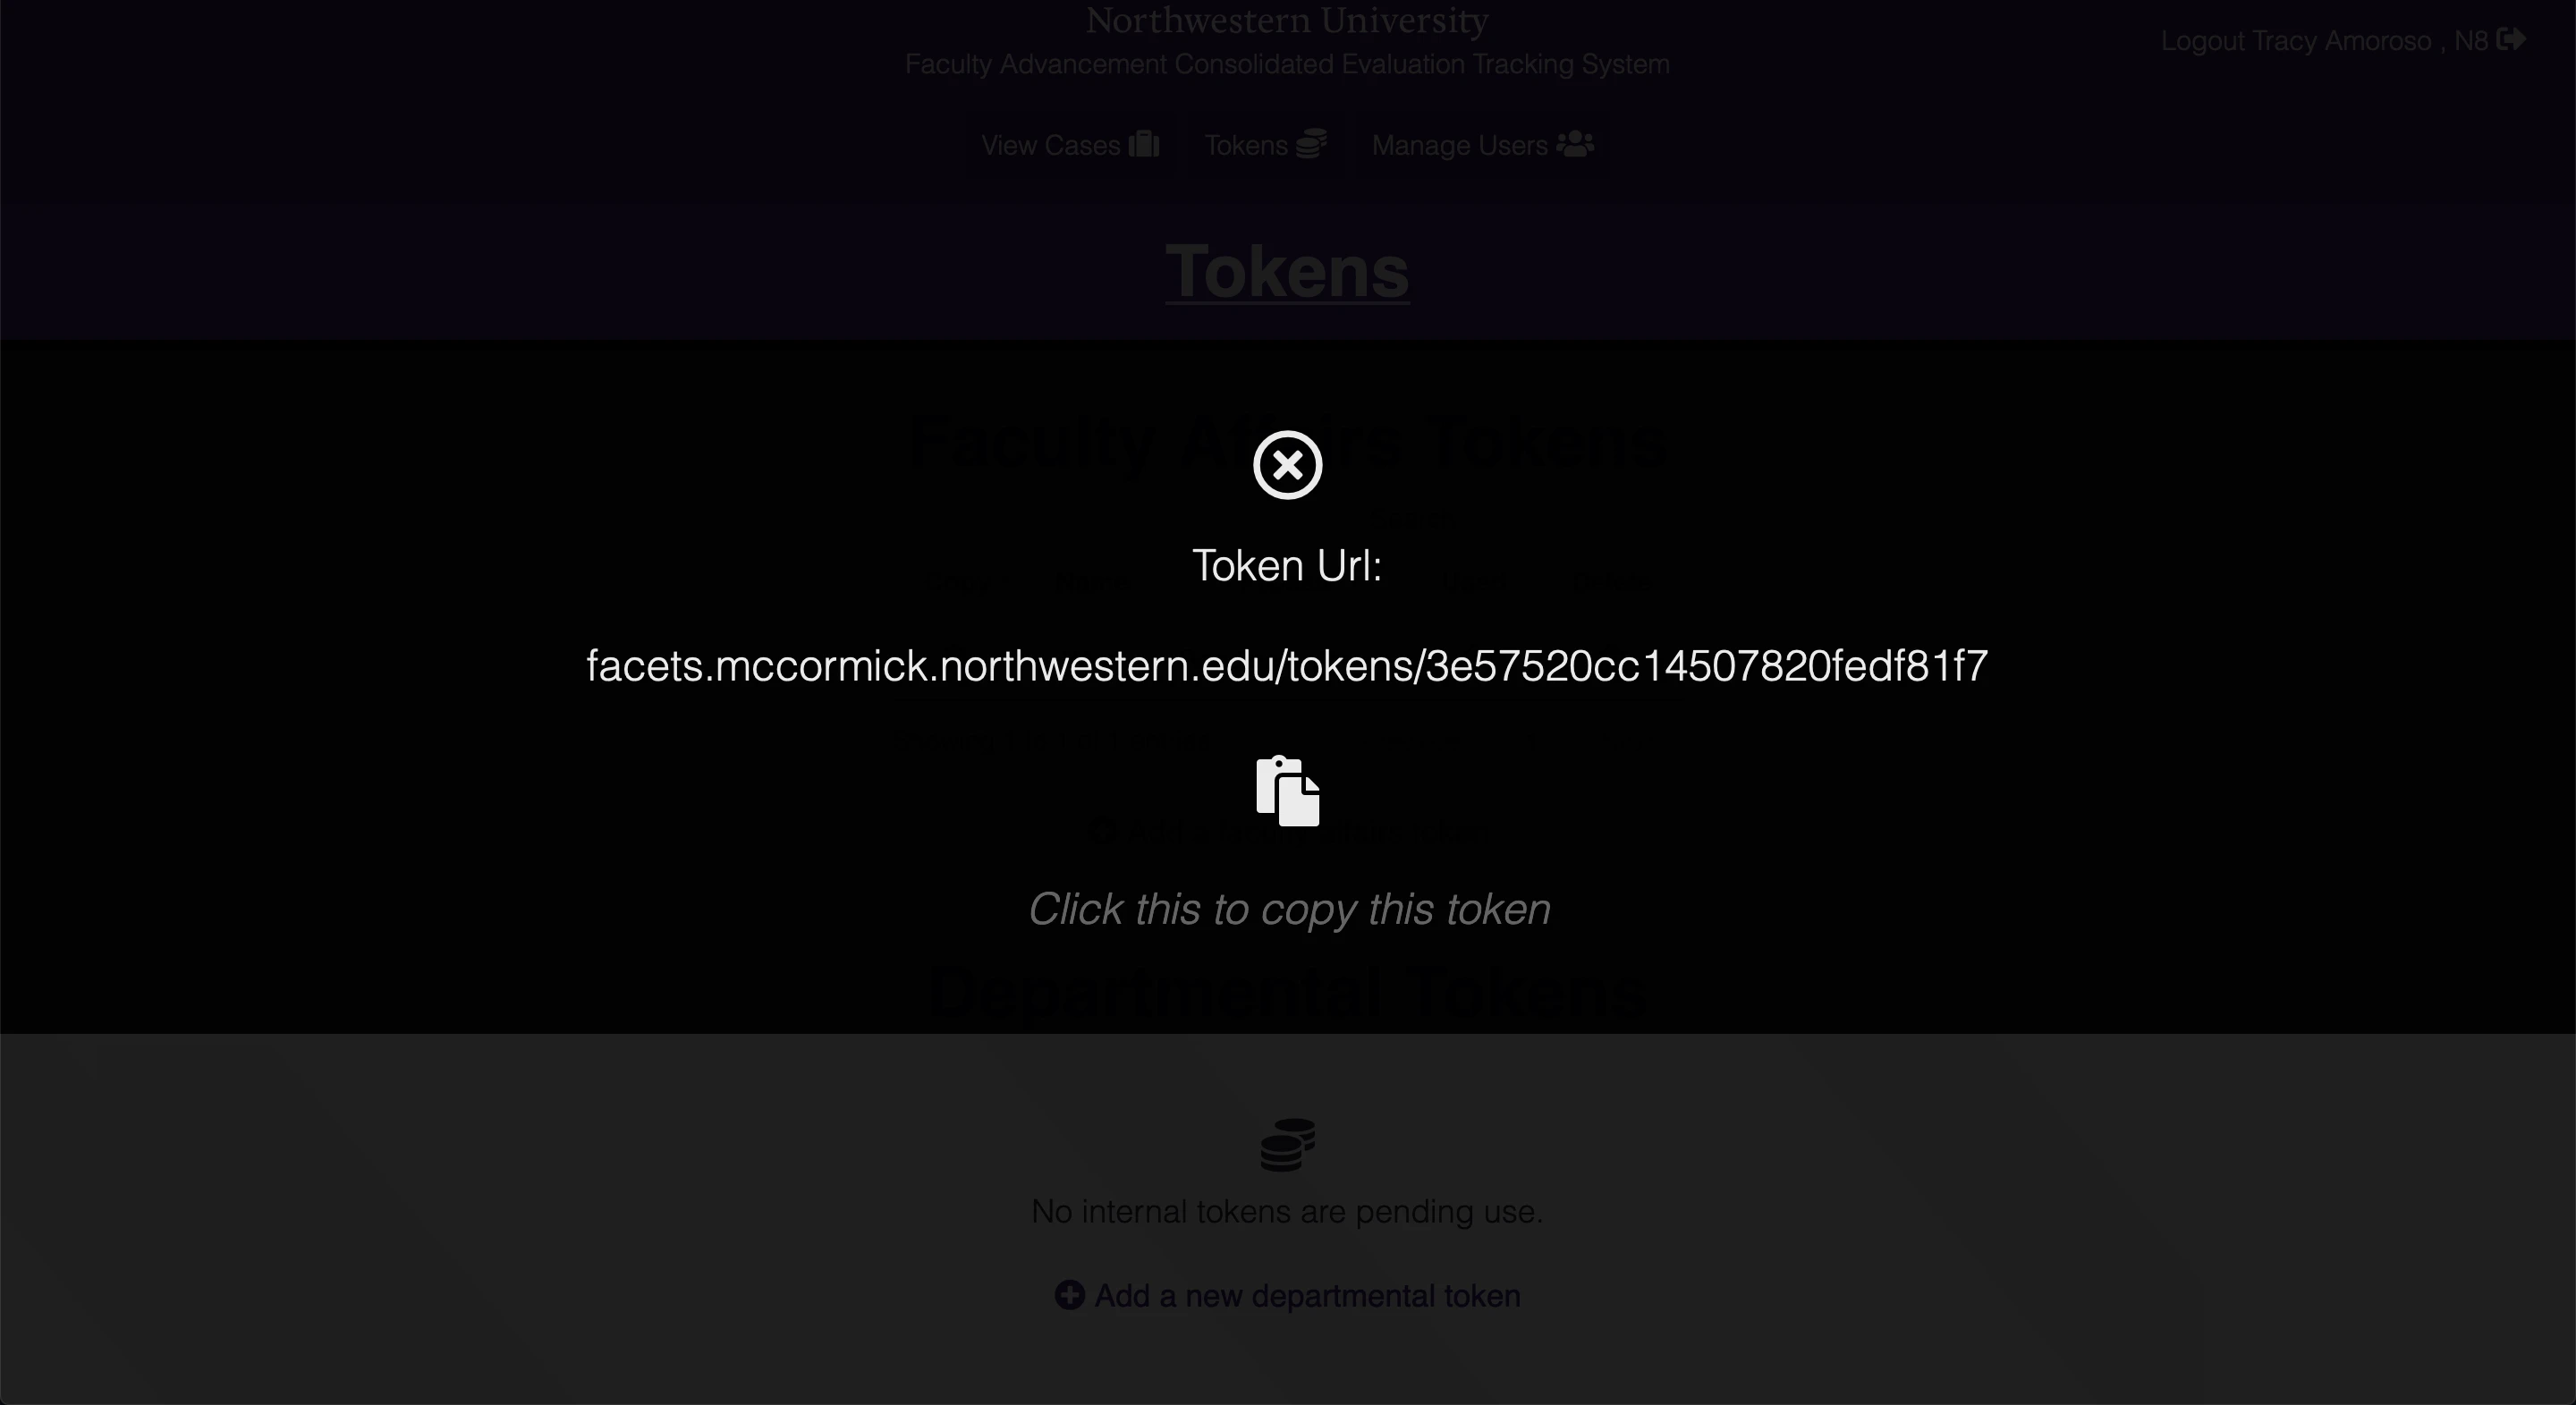 Northwestern University
Faculty Advancement Consolidated Evaluation Tracking System
Logout Tracy Amoroso , N8
View Cases
Tokens
Manage Users
Tokens
Faculty Affairs Tokens
Token Url:
facets.mccormick.northwestern.edu/tokens/3e57520cc14507820fedf81f7
Click this to copy this token
Departmental Tokens
No internal tokens are pending use.
Add a new departmental token